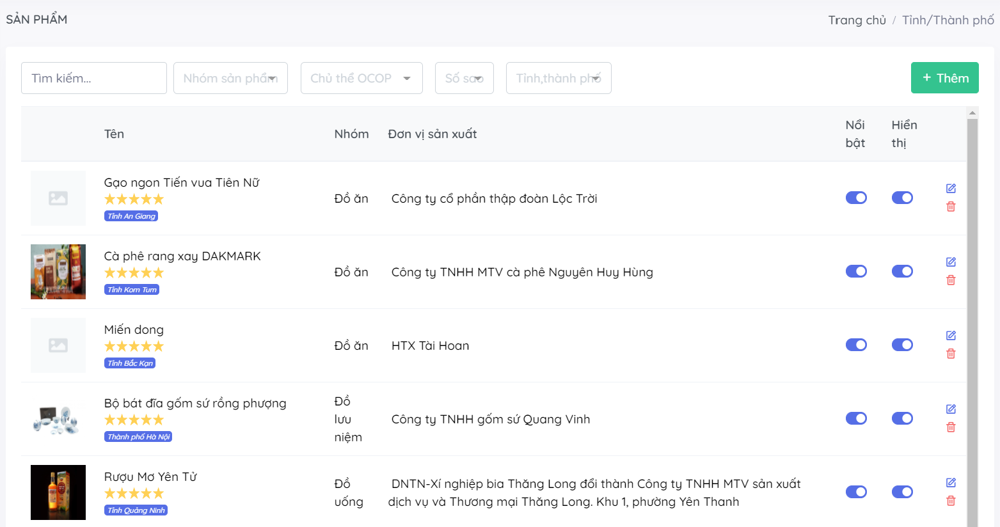 SẢN PHẨM
Trang chủ / Tỉnh/Thành phố
Tìm kiếm...
Nhóm sản phẩm
Chủ thể OCOP
Số sao
Tỉnh,thành phố
+ Thêm
Tên
Nhóm
Đơn vị sản xuất
Nổi
bật
Hiển
thị
Gạo ngon Tiến vua Tiên Nữ
Tỉnh An Giang
Đồ ăn
Công ty cổ phần thập đoàn Lộc Trời
Cà phê rang xay DAKMARK
Tỉnh Kom Tum
Đồ ăn
Công ty TNHH MTV cà phê Nguyên Huy Hùng
Miến dong
Tỉnh Bắc Kạn
Đồ ăn
HTX Tài Hoan
Bộ bát đĩa gốm sứ rồng phượng
Thành phố Hà Nội
Đồ
lưu
niệm
Công ty TNHH gốm sứ Quang Vinh
Rượu Mơ Yên Tử
Tỉnh Quảng Ninh
Đồ
uống
DNTN-Xí nghiệp bia Thăng Long đổi thành Công ty TNHH MTV sản xuất
dịch vụ và Thương mại Thăng Long. Khu 1, phường Yên Thanh